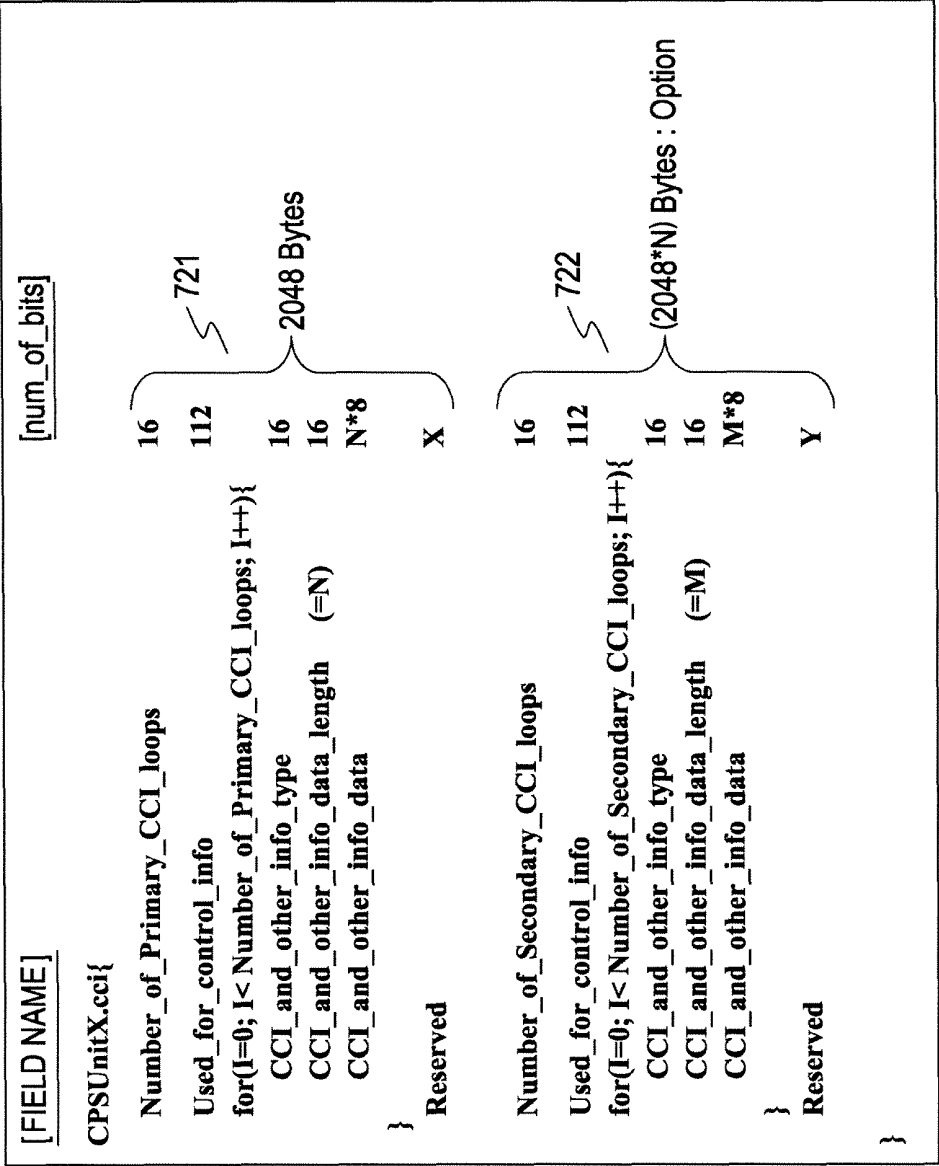 [FIELD NAME] [num_of_bits]
CPSUnitX.cci{
Number_of_Primary_CCI_loops 16
Used_for_control_info 112
for(I=0; I< Number_of_Primary_CCI_loops; I++){
CCI_and_other_info_type 16
CCI_and_other_info_data_length (=N) 16
CCI_and_other_info_data N*8
}
Reserved X
721
2048 Bytes
Number_of_Secondary_CCI_loops 16
Used_for_control_info 112
for(I=0; I< Number_of_Secondary_CCI_loops; I++){
CCI_and_other_info_type 16
CCI_and_other_info_data_length (=M) 16
CCI_and_other_info_data M*8
}
Reserved Y
722
(2048*N) Bytes : Option
}